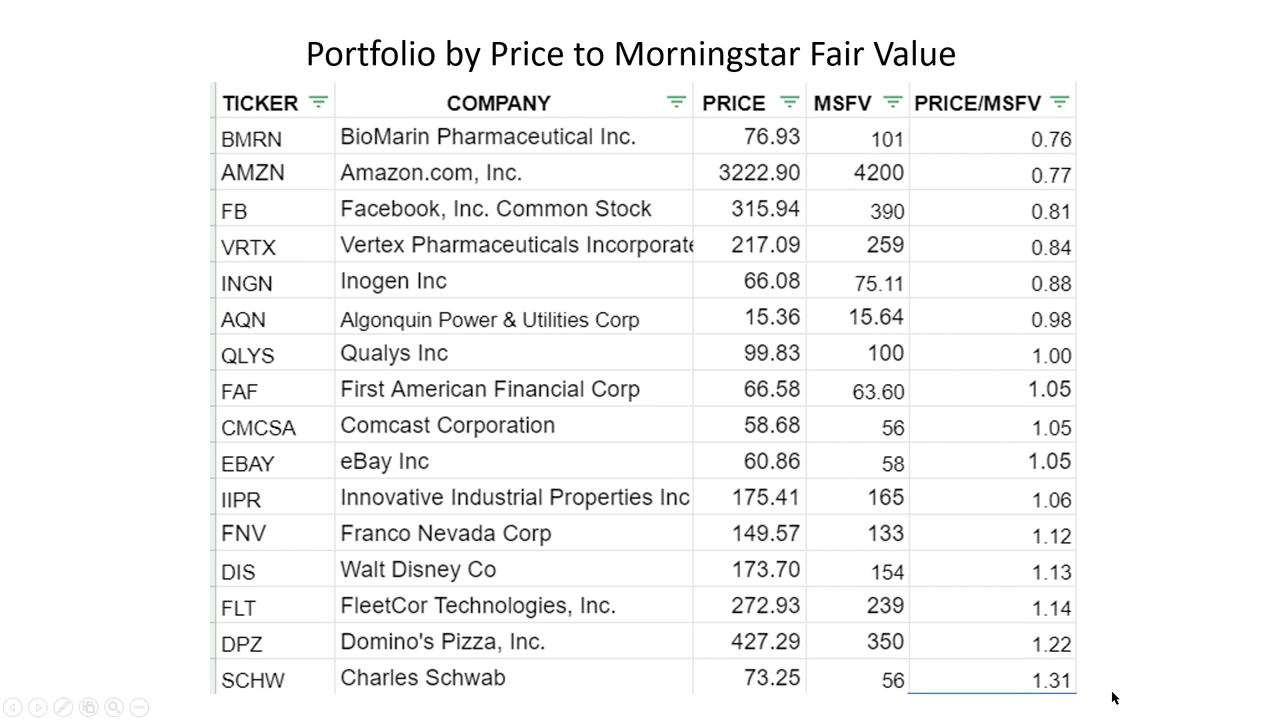 Portfolio by Price to Morningstar Fair Value
TICKER COMPANY PRICE MSFV PRICE/MSFV
BMRN BioMarin Pharmaceutical Inc. 76.93 101 0.76
AMZN Amazon.com, Inc. 3222.90 4200 0.77
FB Facebook, Inc. Common Stock 315.94 390 0.81
VRTX Vertex Pharmaceuticals Incorporate 217.09 259 0.84
INGN Inogen Inc 66.08 75.11 0.88
AQN Algonquin Power & Utilities Corp 15.36 15.64 0.98
QLYS Qualys Inc 99.83 100 1.00
FAF First American Financial Corp 66.58 63.60 1.05
CMCSA Comcast Corporation 58.68 56 1.05
EBAY eBay Inc 60.86 58 1.05
IIPR Innovative Industrial Properties Inc 175.41 165 1.06
FNV Franco Nevada Corp 149.57 133 1.12
DIS Walt Disney Co 173.70 154 1.13
FLT FleetCor Technologies, Inc. 272.93 239 1.14
DPZ Domino's Pizza, Inc. 427.29 350 1.22
SCHW Charles Schwab 73.25 56 1.31